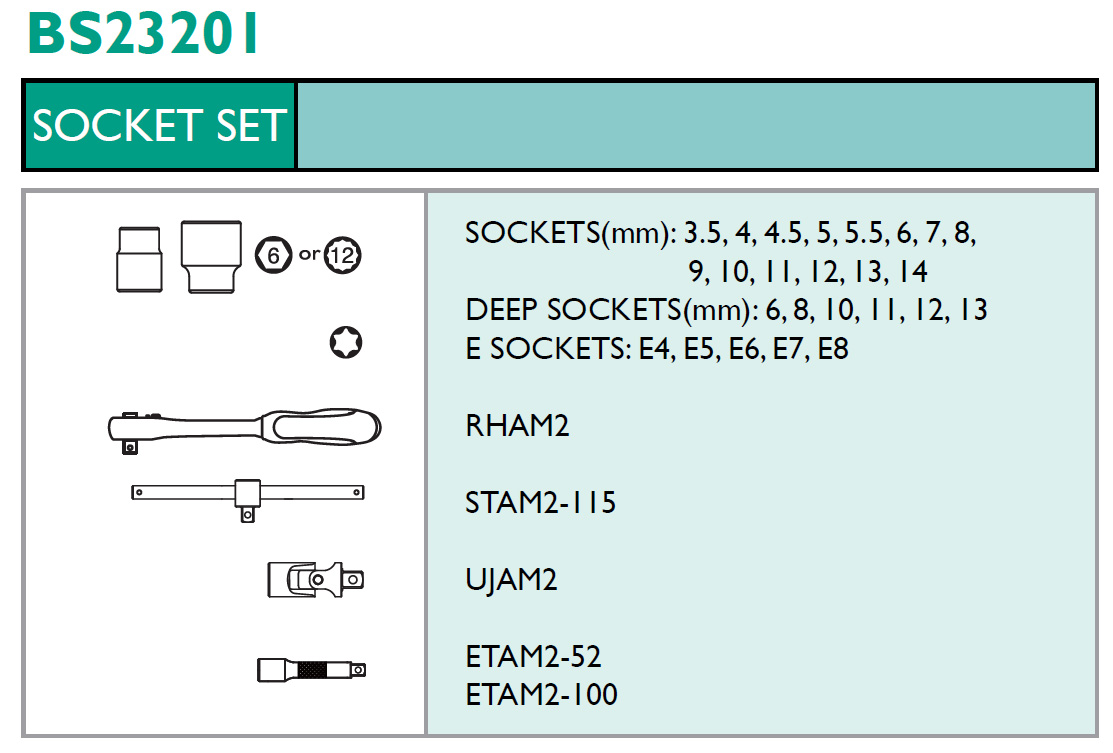 BS23201
SOCKET SET
6 or 12
SOCKETS(mm): 3.5, 4, 4.5, 5, 5.5, 6, 7, 8,
9, 10, 11, 12, 13, 14
DEEP SOCKETS(mm): 6, 8, 10, 11, 12, 13
E SOCKETS: E4, E5, E6, E7, E8
RHAM2
STAM2-115
UJAM2
ETAM2-52
ETAM2-100